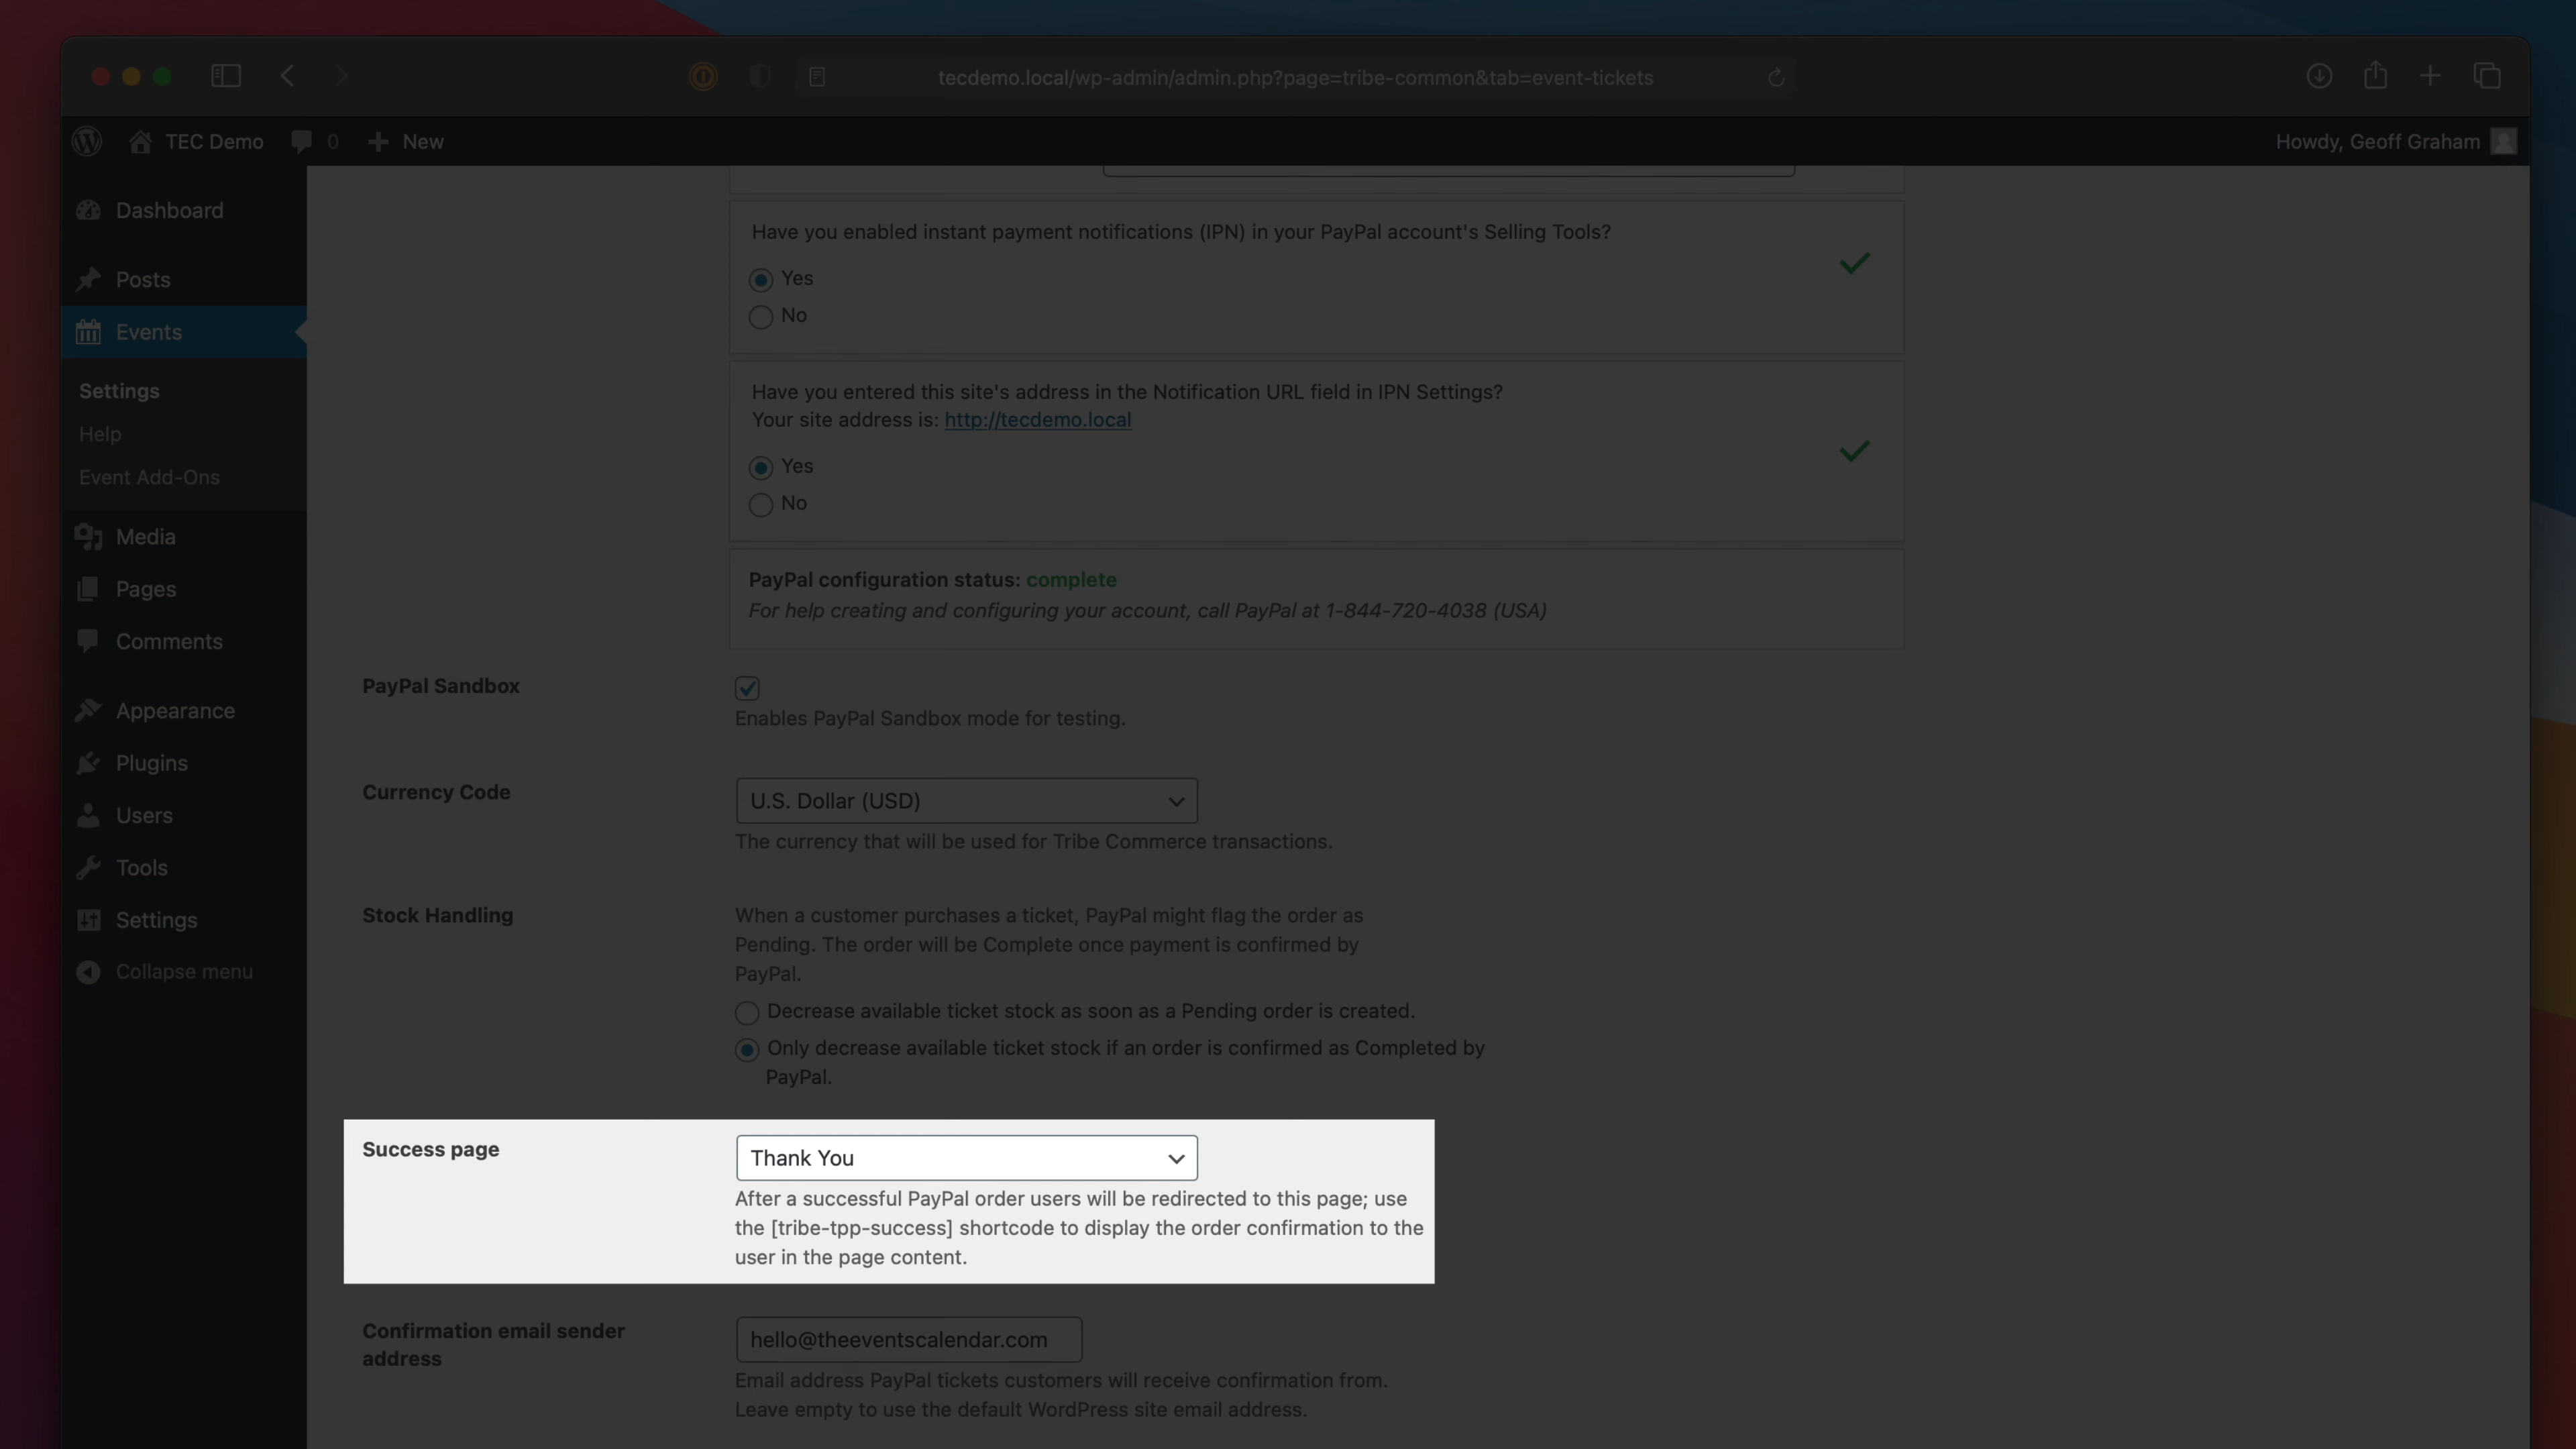 tecdemo.local/wp-admin/admin.php?page=tribe-common&tab=event-tickets
TEC Demo
0
New
Howdy, Geoff Graham
Dashboard
Posts
Events
Settings
Help
Event Add-Ons
Media
Pages
Comments
Appearance
Plugins
Users
Tools
Settings
Collapse menu
Have you enabled instant payment notifications (IPN) in your PayPal account's Selling Tools?
Yes
No
Have you entered this site's address in the Notification URL field in IPN Settings?
Your site address is: http://tecdemo.local
Yes
No
PayPal configuration status: complete
For help creating and configuring your account, call PayPal at 1-844-720-4038 (USA)
PayPal Sandbox
Enables PayPal Sandbox mode for testing.
Currency Code
U.S. Dollar (USD)
The currency that will be used for Tribe Commerce transactions.
Stock Handling
When a customer purchases a ticket, PayPal might flag the order as
Pending. The order will be Complete once payment is confirmed by
PayPal.
Decrease available ticket stock as soon as a Pending order is created.
Only decrease available ticket stock if an order is confirmed as Completed by
PayPal.
Success page
Thank You
After a successful PayPal order users will be redirected to this page; use
the [tribe-tpp-success] shortcode to display the order confirmation to the
user in the page content.
Confirmation email sender
address
hello@theeventscalendar.com
Email address PayPal tickets customers will receive confirmation from.
Leave empty to use the default WordPress site email address.